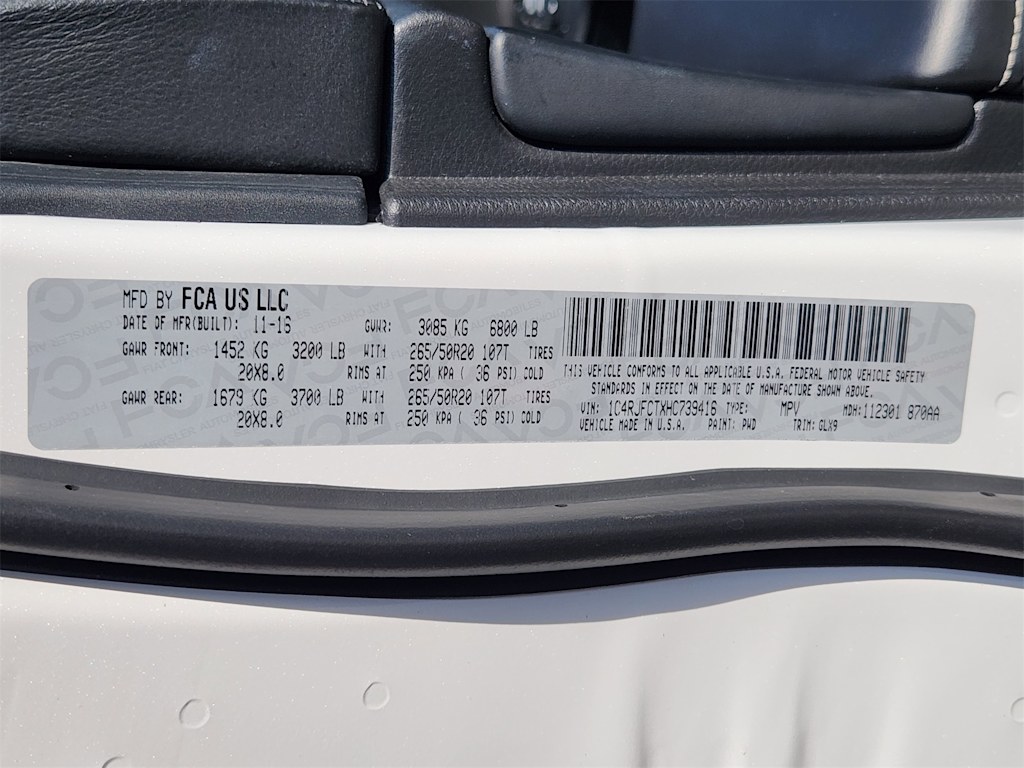 MFD BY FCA US LLC
DATE OF MFR(BUILT): 11-16 GVWR: 3085 KG 6800 LB
GAWR FRONT: 1452 KG 3200 LB WITH 265/50R20 107T TIRES
20X8.0 RIMS AT 250 KPA ( 36 PSI) COLD
GAWR REAR: 1679 KG 3700 LB WITH 265/50R20 107T TIRES
20X8.0 RIMS AT 250 KPA ( 36 PSI) COLD
THIS VEHICLE CONFORMS TO ALL APPLICABLE U.S.A. FEDERAL MOTOR VEHICLE SAFETY
STANDARDS IN EFFECT ON THE DATE OF MANUFACTURE SHOWN ABOVE.
VIN: 1C4RJFCTXHC739416 TYPE: MPV MDH: 112301 870AA
VEHICLE MADE IN U.S.A. PAINT: PWD TRIM: GLX9